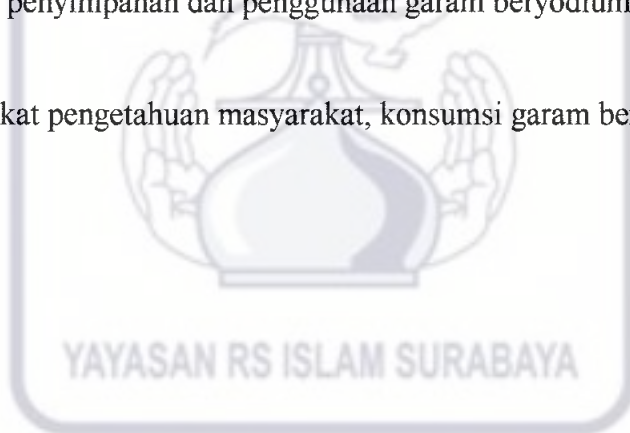 penyimpanan dan penggunaan garam beryodium
kat pengetahuan masyarakat, konsumsi garam be
YAYASAN RS ISLAM SURABAYA